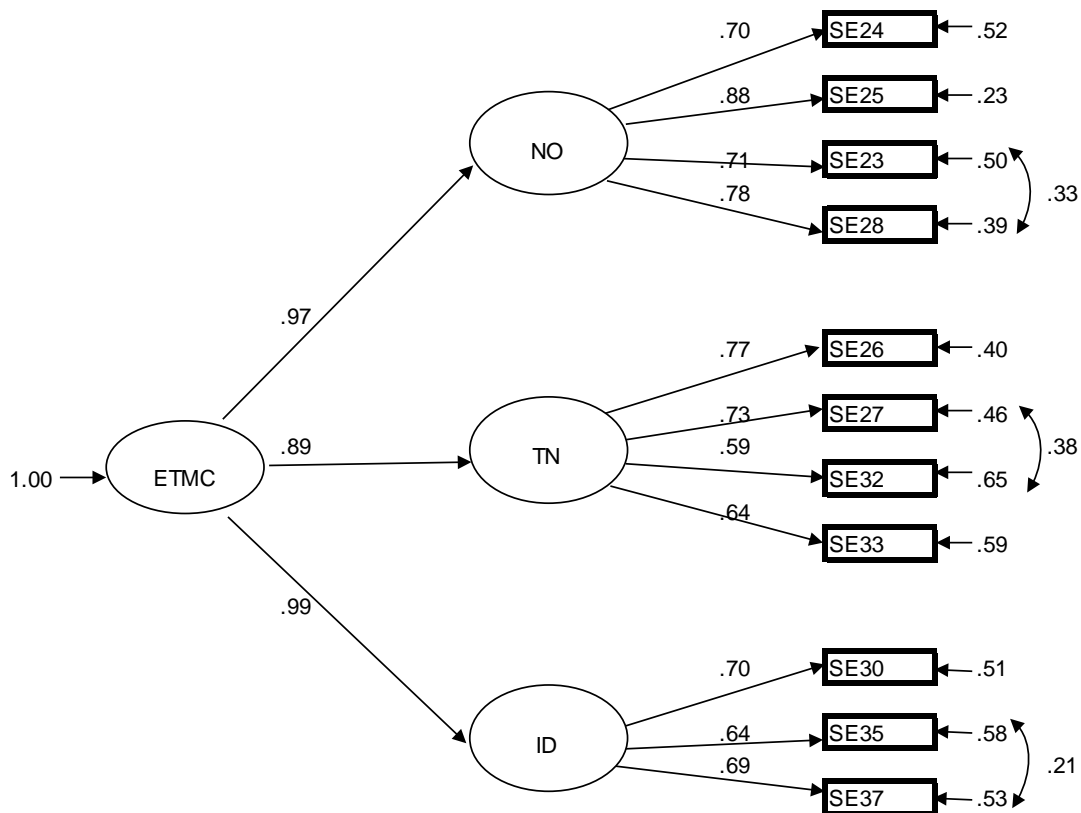 .70 SE24 .52
.88 SE25 .23
NO
.71 SE23 .50
.33
.78 SE28 .39
.97
.77 SE26 .40
.73 SE27 .46
.89 .59 .38
TN
1.00 ETMC SE32 .65
.64 SE33 .59
.99
.70 SE30 .51
.64 SE35 .58
ID
.69 .21
SE37 .53